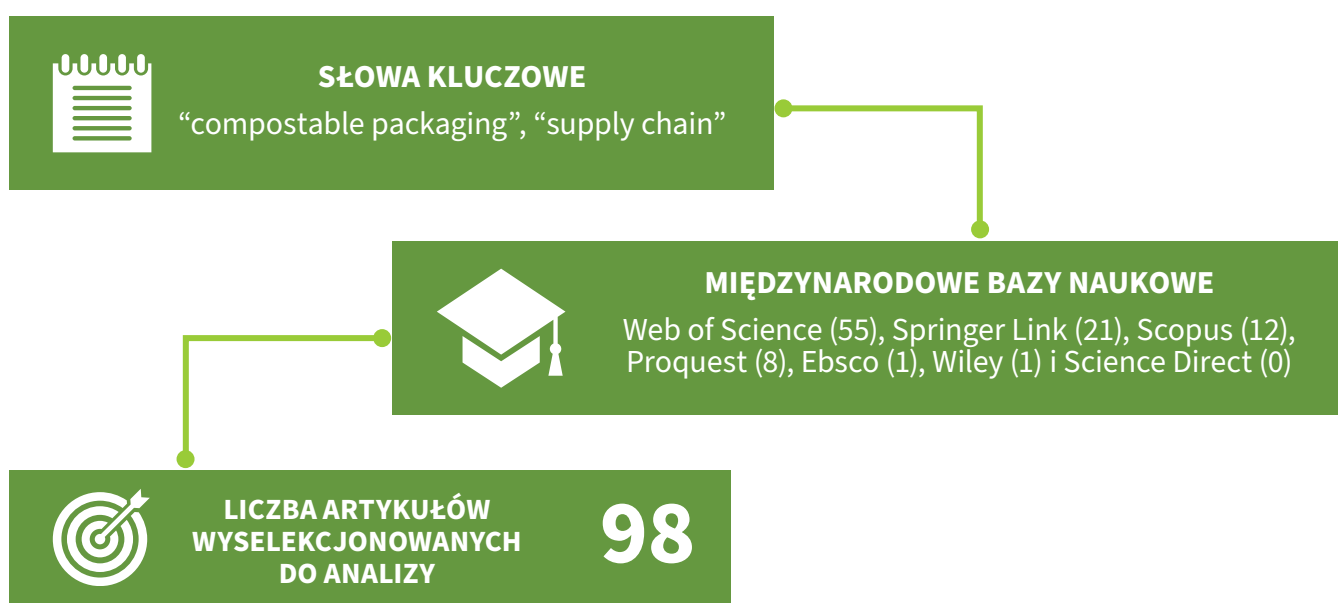 SŁOWA KLUCZOWE
“compostable packaging”, “supply chain”
MIĘDZYNARODOWE BAZY NAUKOWE
Web of Science (55), Springer Link (21), Scopus (12),
Proquest (8), Ebsco (1), Wiley (1) i Science Direct (0)
LICZBA ARTYKUŁÓW
WYSELEKCJONOWANYCH
DO ANALIZY
98